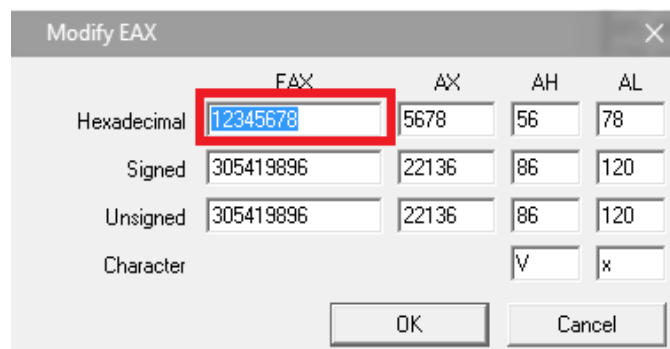 Modify EAX
EAX AX AH AL
Hexadecimal 12345678 5678 56 78
Signed 305419896 22136 86 120
Unsigned 305419896 22136 86 120
Character V x
OK Cancel